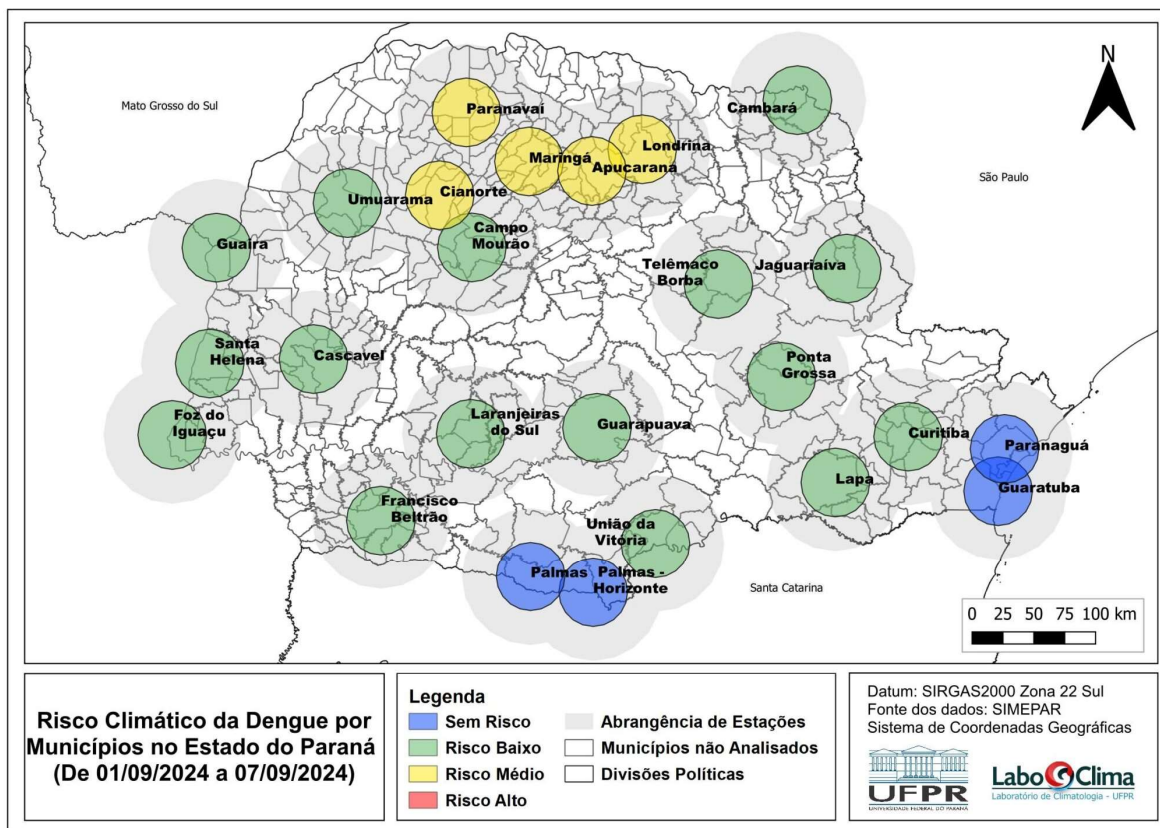 N
Mato Grosso do Sul
São Paulo
Santa Catarina
Paranavaí
Cambará
Londrina
Maringá
Apucarana
Cianorte
Umuarama
Campo
Mourão
Guaíra
Telêmaco
Borba
Jaguariaíva
Santa
Helena
Cascavel
Ponta
Grossa
Foz do
Iguaçu
Laranjeiras
do Sul
Guarapuava
Curitiba
Paranaguá
Lapa
Guaratuba
Francisco
Beltrão
União da
Vitória
Palmas
Palmas -
Horizonte
0 25 50 75 100 km
Risco Climático da Dengue por
Municípios no Estado do Paraná
(De 01/09/2024 a 07/09/2024)
Legenda
Sem Risco
Risco Baixo
Risco Médio
Risco Alto
Abrangência de Estações
Municípios não Analisados
Divisões Políticas
Datum: SIRGAS2000 Zona 22 Sul
Fonte dos dados: SIMEPAR
Sistema de Coordenadas Geográficas
UFPR
UNIVERSIDADE FEDERAL DO PARANÁ
LaboClima
Laboratório de Climatologia - UFPR